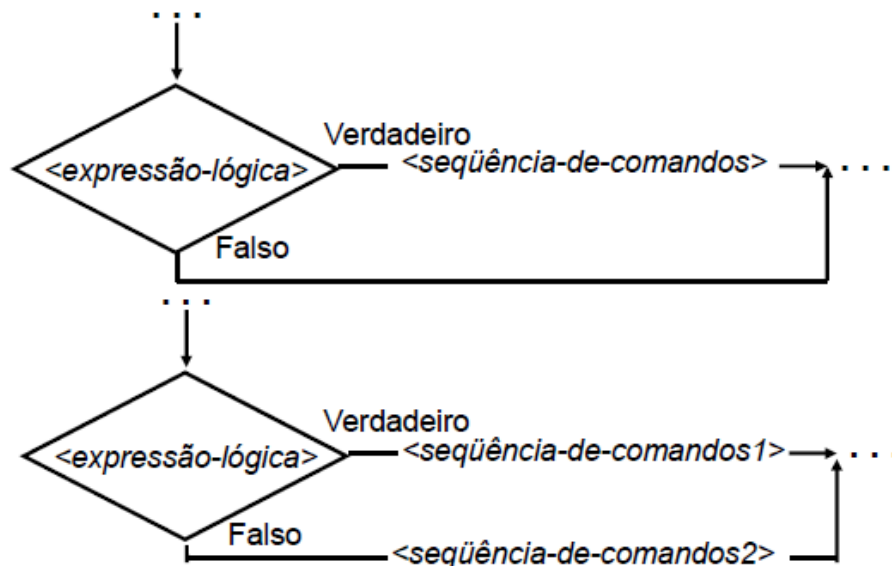 . . .
Verdadeiro
<expressão-lógica>
<seqüência-de-comandos>
. . .
Falso
. . .
Verdadeiro
<expressão-lógica>
<seqüência-de-comandos1>
. . .
Falso
<seqüência-de-comandos2>